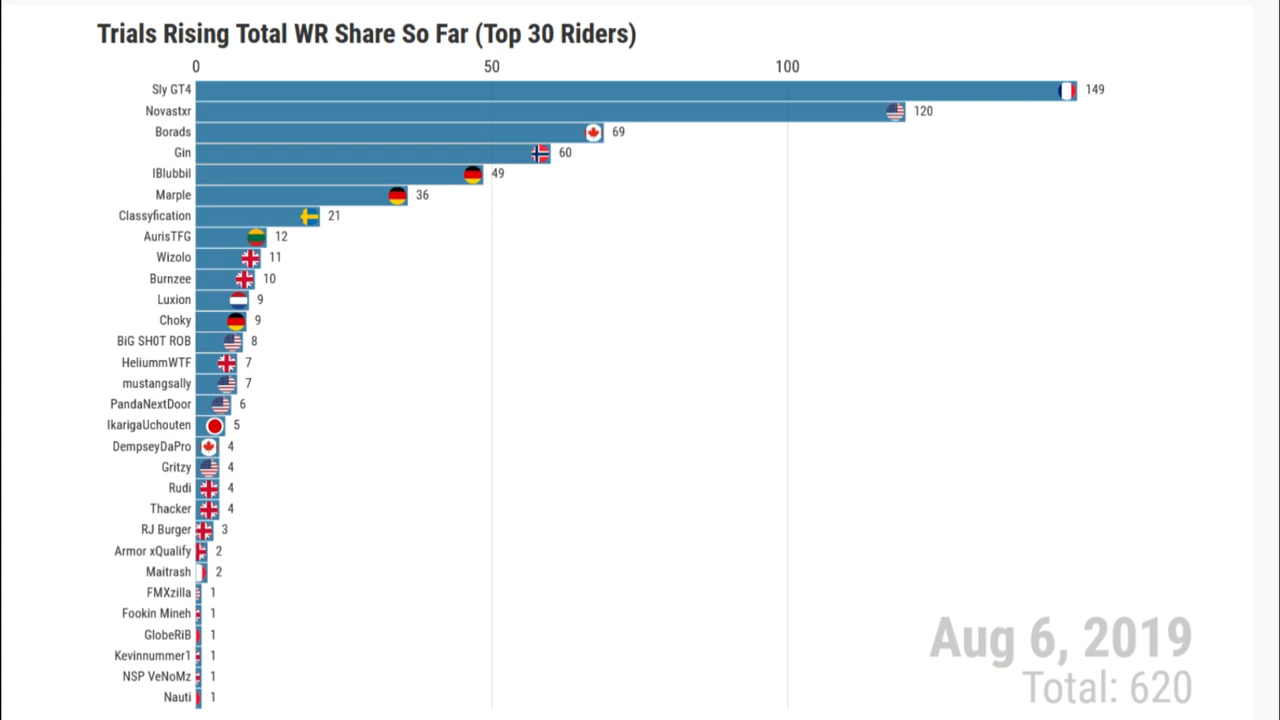 Trials Rising Total WR Share So Far (Top 30 Riders)
0 50 100
Sly GT4 149
Novastxr 120
Borads 69
Gin 60
IBlubbil 49
Marple 36
Classyfication 21
AurisTFG 12
Wizolo 11
Burnzee 10
Luxion 9
Choky 9
BiG SH0T ROB 8
HeliummWTF 7
mustangsally 7
PandaNextDoor 6
IkarigaUchouten 5
DempseyDaPro 4
Gritzy 4
Rudi 4
Thacker 4
RJ Burger 3
Armor xQualify 2
Maitrash 2
FMXzilla 1
Fookin Mineh 1
GlobeRiB 1
Kevinnummer1 1
NSP VeNoMz 1
Nauti 1
Aug 6, 2019
Total: 620